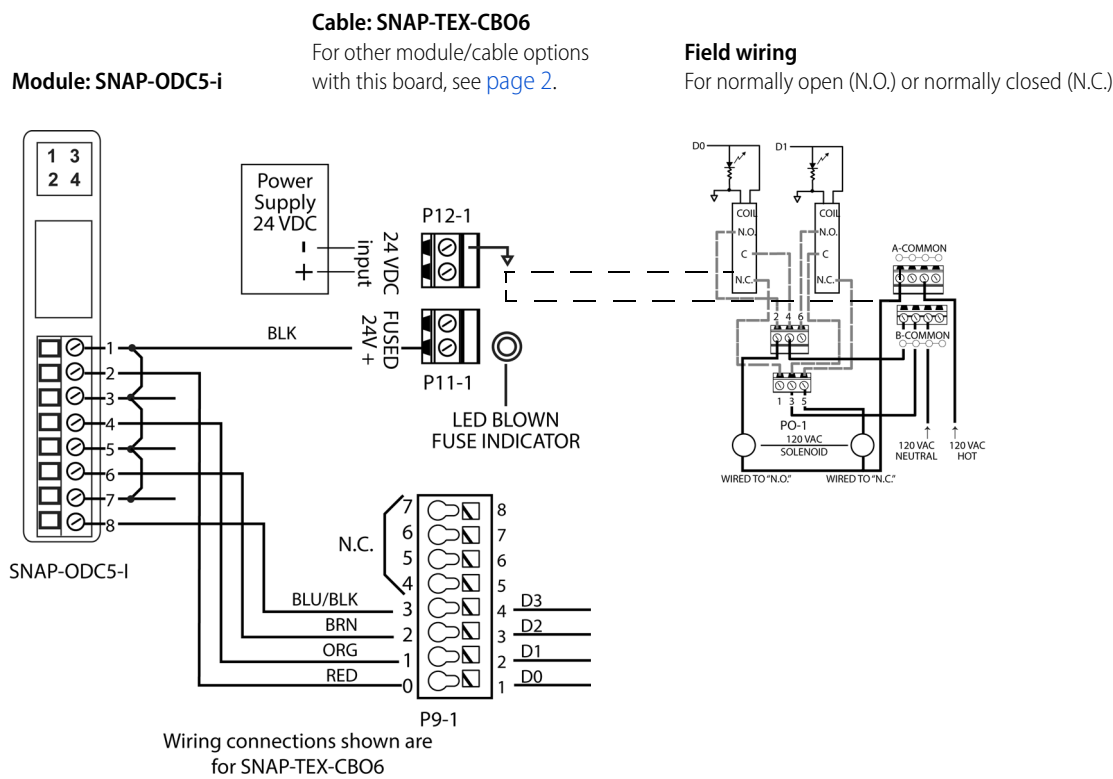 Cable: SNAP-TEX-CBO6
For other module/cable options
with this board, see page 2.
Module: SNAP-ODC5-i
Field wiring
For normally open (N.O.) or normally closed (N.C.)
1 3
2 4
Power
Supply
24 VDC
-
+
24 VDC
input
P12-1
FUSED
24V +
P11-1
BLK
LED BLOWN
FUSE INDICATOR
1
2
3
4
5
6
7
8
SNAP-ODC5-I
N.C.
7
6
5
4
3
2
1
0
8
7
6
5
4
3
2
1
BLU/BLK
BRN
ORG
RED
D3
D2
D1
D0
P9-1
Wiring connections shown are
for SNAP-TEX-CBO6
D0
D1
COIL
N.O.
C
N.C.
COIL
N.O.
C
N.C.
A-COMMON
B-COMMON
2 4 6
1 3 5
PO-1
120 VAC
SOLENOID
WIRED TO "N.O."
WIRED TO "N.C."
120 VAC
NEUTRAL
120 VAC
HOT